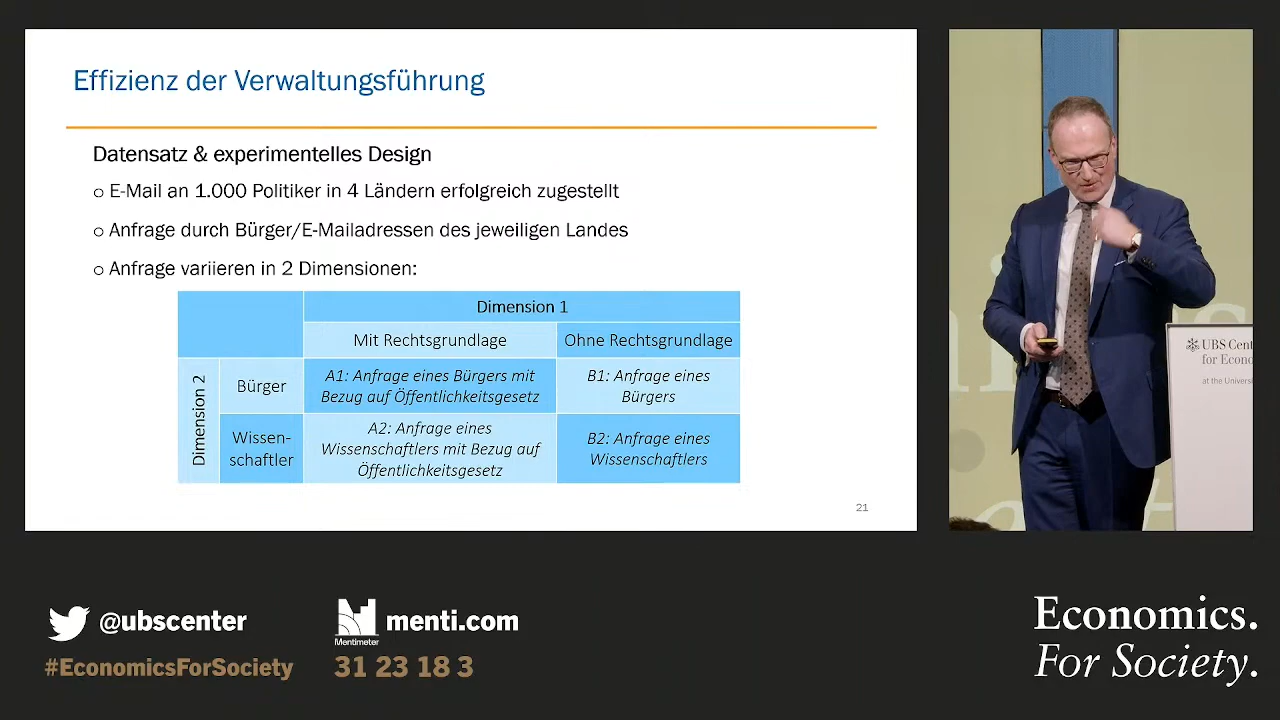 Effizienz der Verwaltungsführung
Datensatz & experimentelles Design
o E-Mail an 1.000 Politiker in 4 Ländern erfolgreich zugestellt
o Anfrage durch Bürger/E-Mailadressen des jeweiligen Landes
o Anfrage variieren in 2 Dimensionen:
Dimension 1
Mit Rechtsgrundlage
Ohne Rechtsgrundlage
Dimension 2
Bürger
A1: Anfrage eines Bürgers mit
Bezug auf Öffentlichkeitsgesetz
B1: Anfrage eines
Bürgers
Wissen-
schaftler
A2: Anfrage eines
Wissenschaftlers mit Bezug auf
Öffentlichkeitsgesetz
B2: Anfrage eines
Wissenschaftlers
21
UBS Cent
for Econo
at the Universi
@ubscenter
#EconomicsForSociety
Mentimeter
menti.com
31 23 18 3
Economics.
For Society.